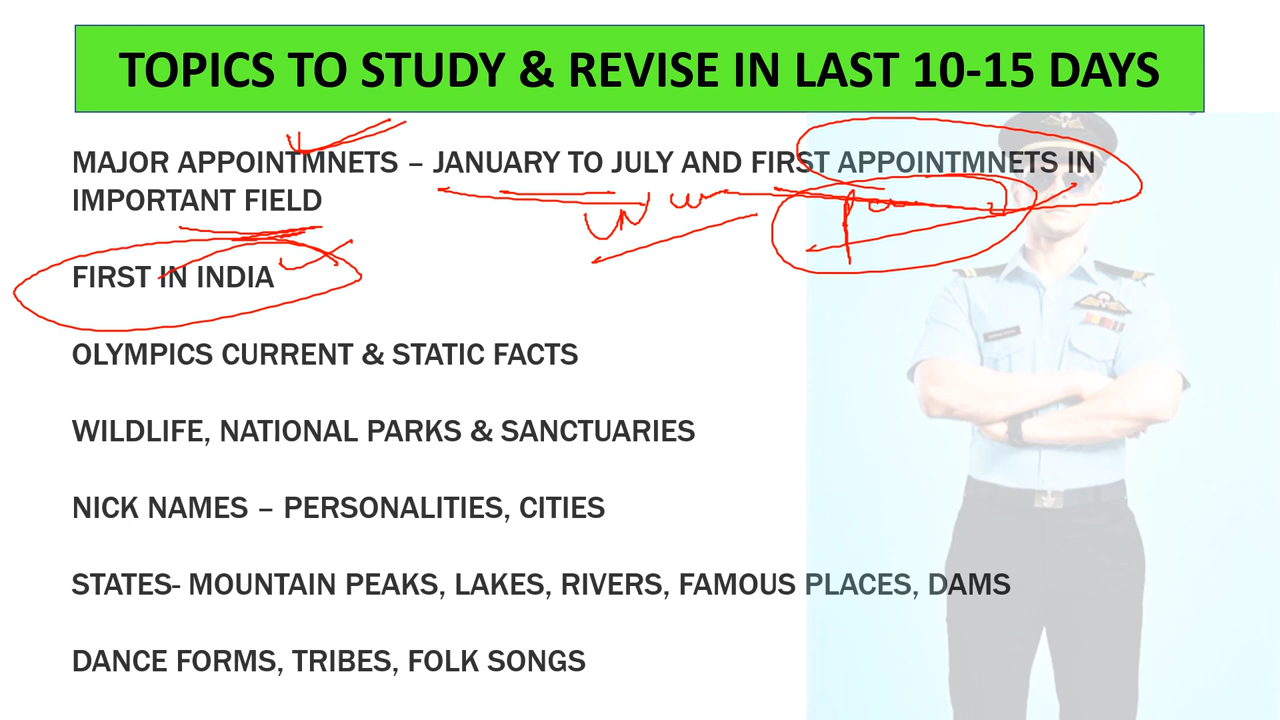 TOPICS TO STUDY & REVISE IN LAST 10-15 DAYS
MAJOR APPOINTMNETS – JANUARY TO JULY AND FIRST APPOINTMNETS IN
IMPORTANT FIELD
FIRST IN INDIA
OLYMPICS CURRENT & STATIC FACTS
WILDLIFE, NATIONAL PARKS & SANCTUARIES
NICK NAMES – PERSONALITIES, CITIES
STATES- MOUNTAIN PEAKS, LAKES, RIVERS, FAMOUS PLACES, DAMS
DANCE FORMS, TRIBES, FOLK SONGS